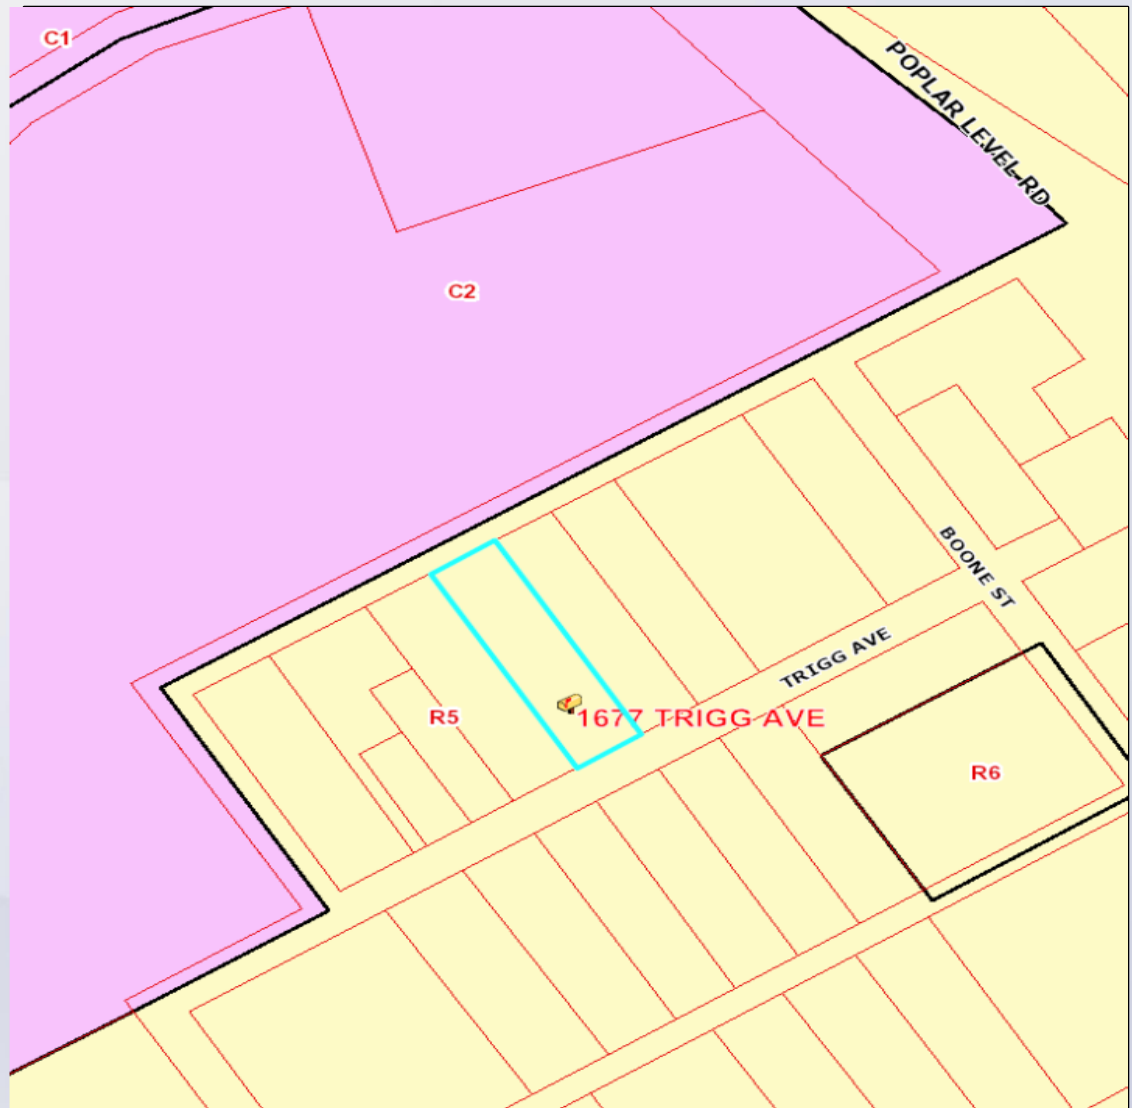 C1
POPLAR LEVEL RD
C2
BOONE ST
TRIGG AVE
R5
1677 TRIGG AVE
R6